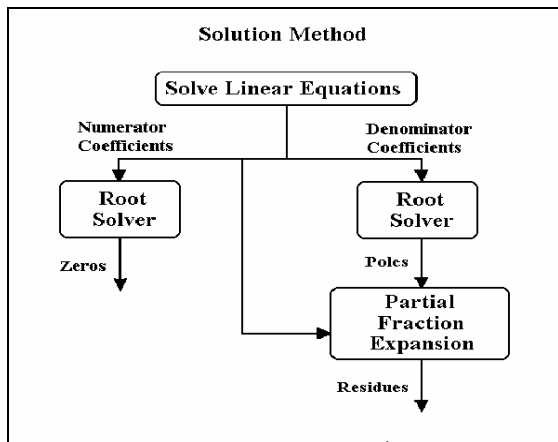 Solution Method
Solve Linear Equations
Numerator
Coefficients
Denominator
Coefficients
Root
Solver
Root
Solver
Zeros
Poles
Partial
Fraction
Expansion
Residues